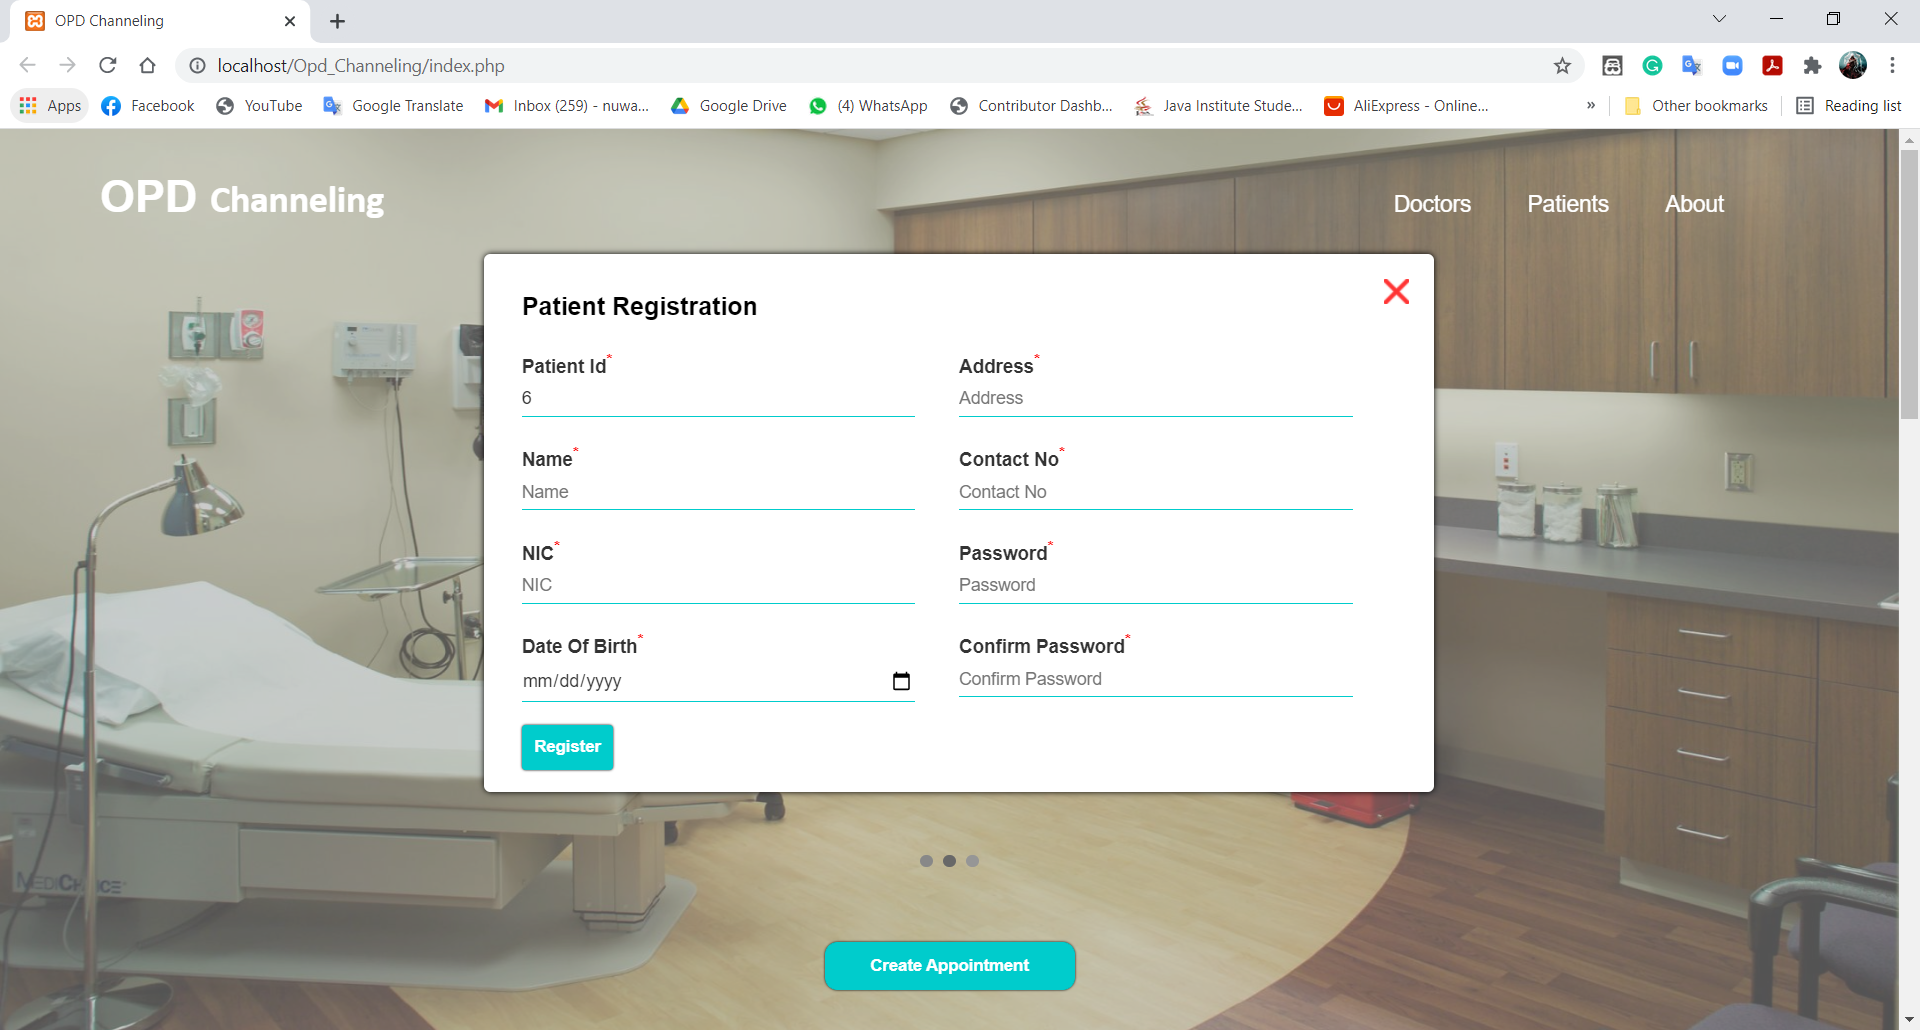 OPD Channeling
localhost/Opd_Channeling/index.php
Apps
Facebook
YouTube
Google Translate
Inbox (259) - nuwa...
Google Drive
(4) WhatsApp
Contributor Dashb...
Java Institute Stude...
AliExpress - Online...
»
Other bookmarks
Reading list
OPD Channeling
Doctors
Patients
About
Patient Registration
Patient Id*
6
Address*
Address
Name*
Name
Contact No*
Contact No
NIC*
NIC
Password*
Password
Date Of Birth*
mm/dd/yyyy
Confirm Password*
Confirm Password
Register
MEDICHOICE
Create Appointment